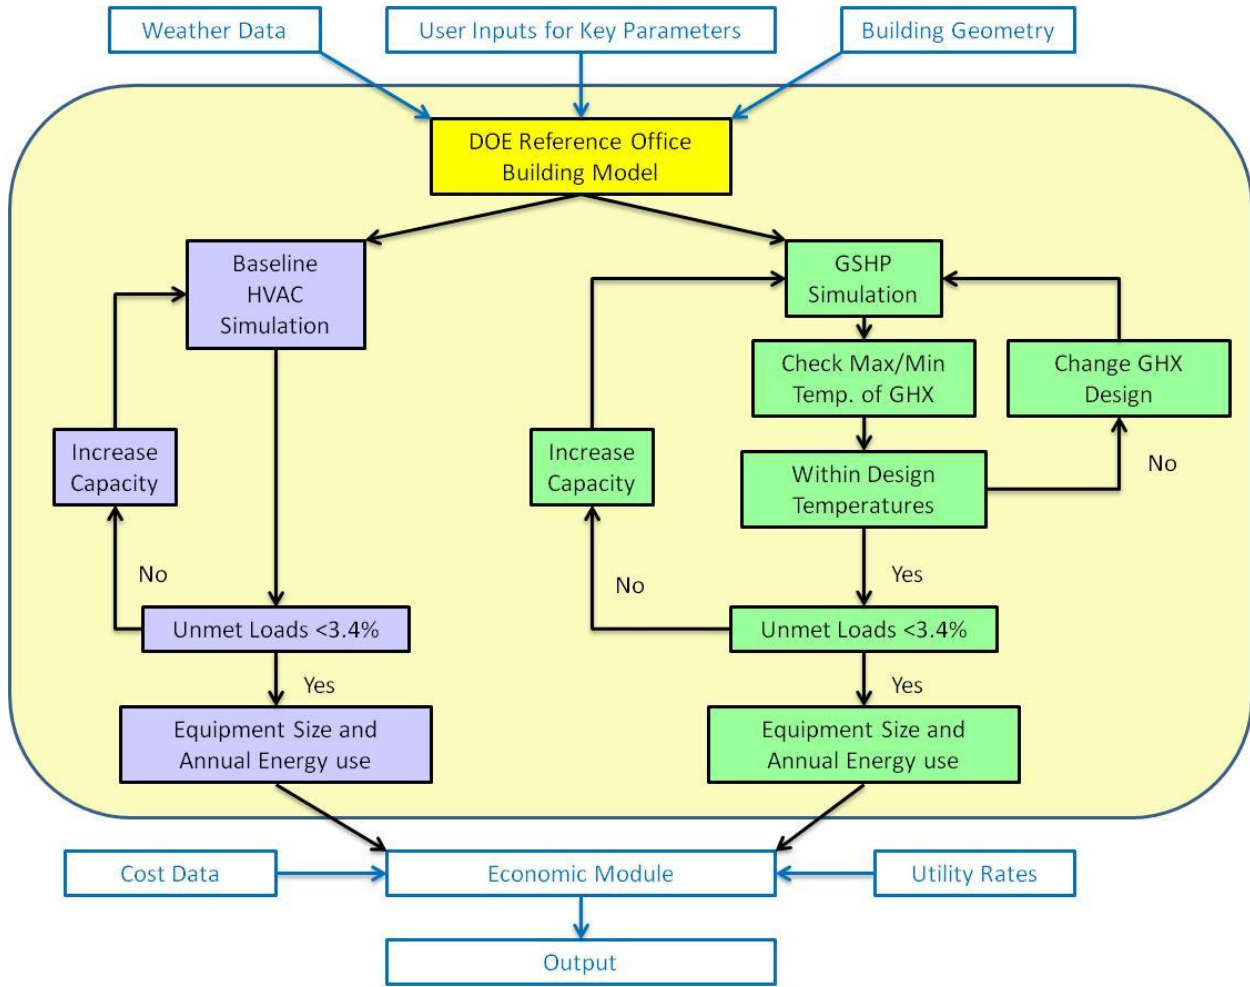 Weather Data
User Inputs for Key Parameters
Building Geometry
DOE Reference Office
Building Model
Baseline
HVAC
Simulation
GSHP
Simulation
Check Max/Min
Temp. of GHX
Change GHX
Design
Increase
Capacity
Increase
Capacity
Within Design
Temperatures
No
No
No
Yes
Unmet Loads <3.4%
Unmet Loads <3.4%
Yes
Yes
Equipment Size and
Annual Energy use
Equipment Size and
Annual Energy use
Cost Data
Economic Module
Utility Rates
Output